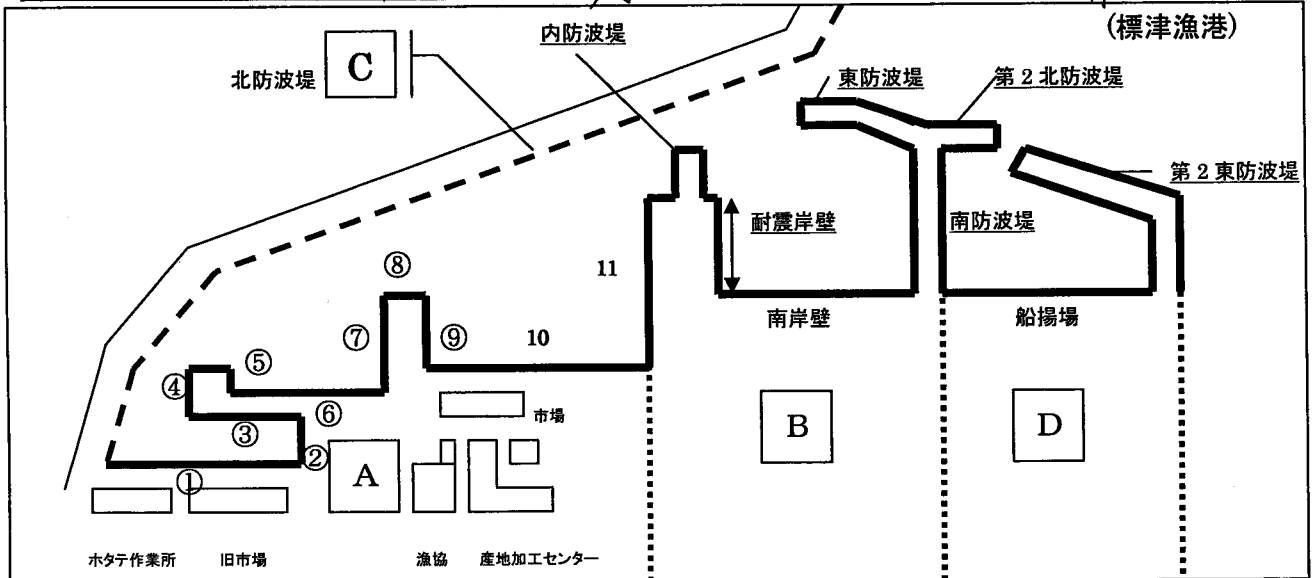 (標津漁港)
内防波堤
北防波堤
C
東防波堤
第2北防波堤
第2東防波堤
耐震岸壁
南防波堤
⑧
11
南岸壁
船揚場
⑦
⑨
10
⑤
④
⑥
市場
③
②
A
B
D
①
ホタテ作業所
旧市場
漁協
産地加工センター